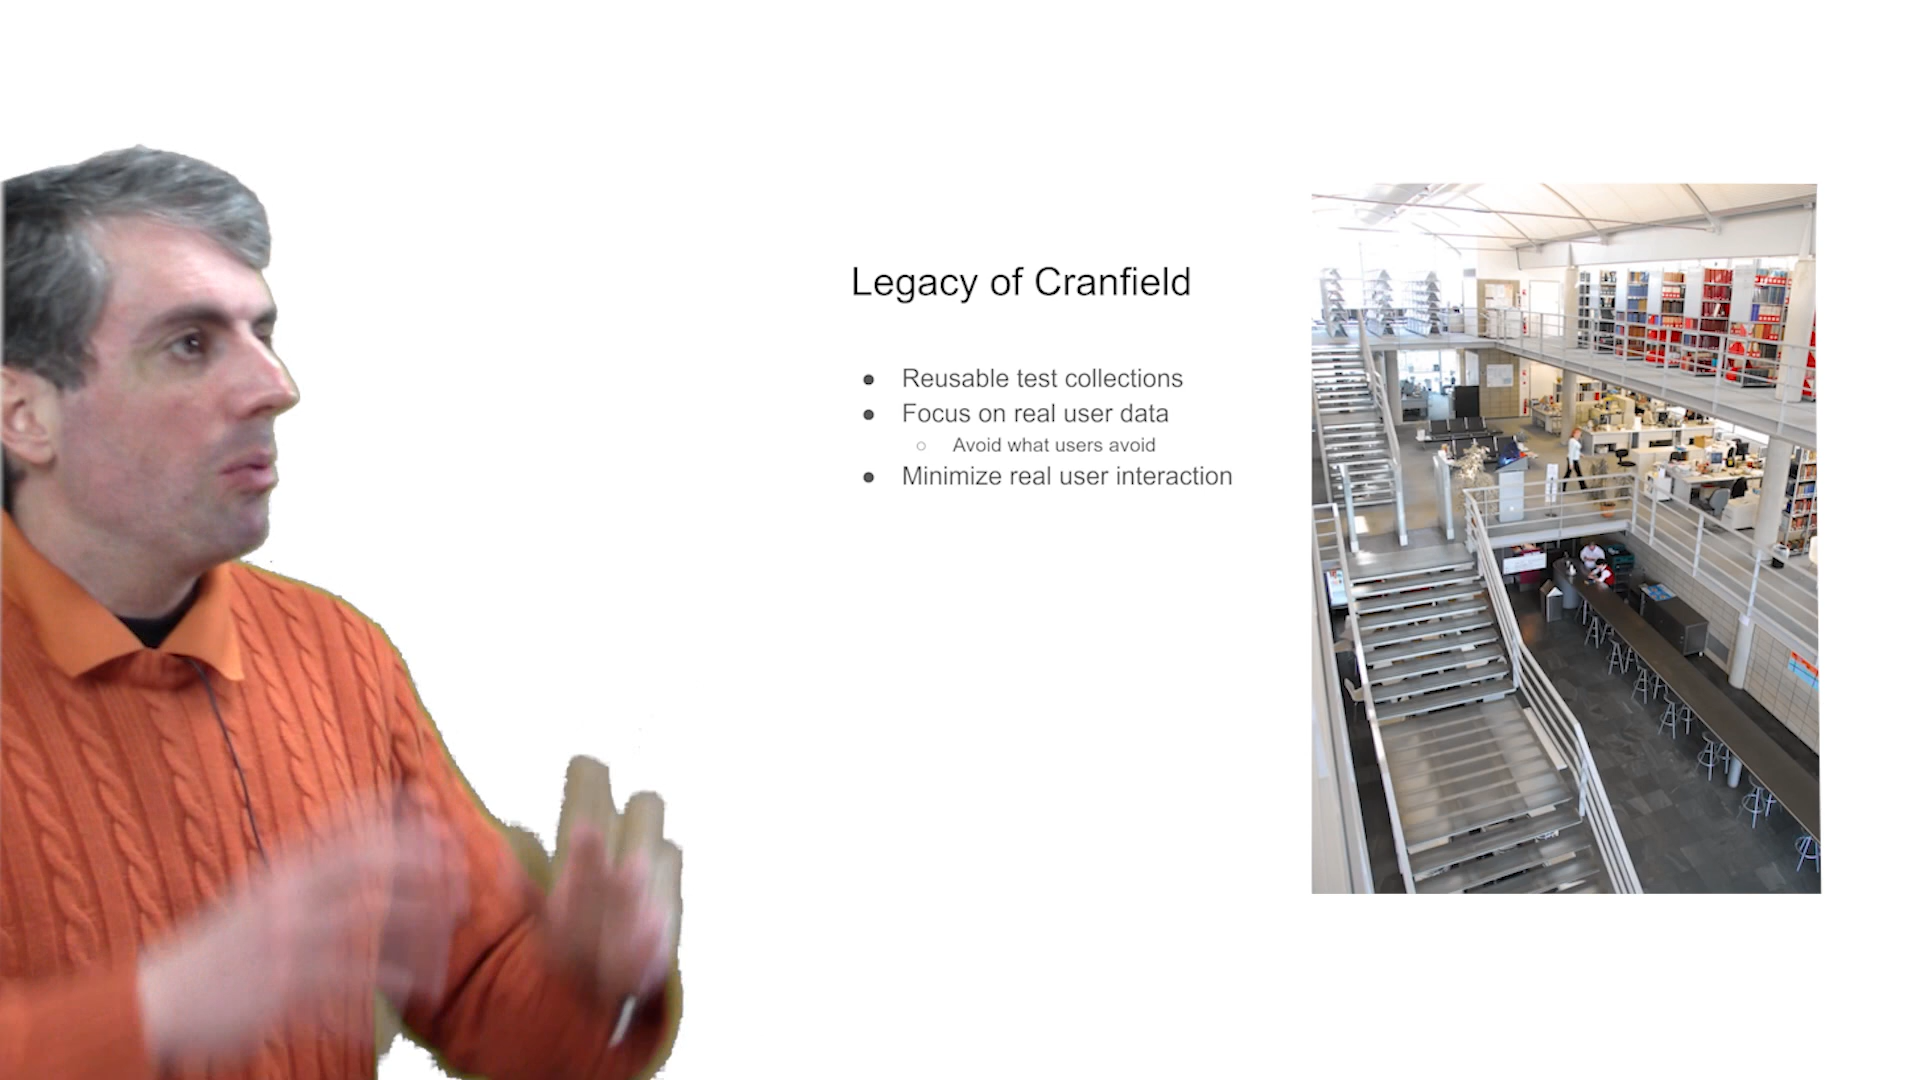 Legacy of Cranfield
● Reusable test collections
● Focus on real user data
○ Avoid what users avoid
● Minimize real user interaction